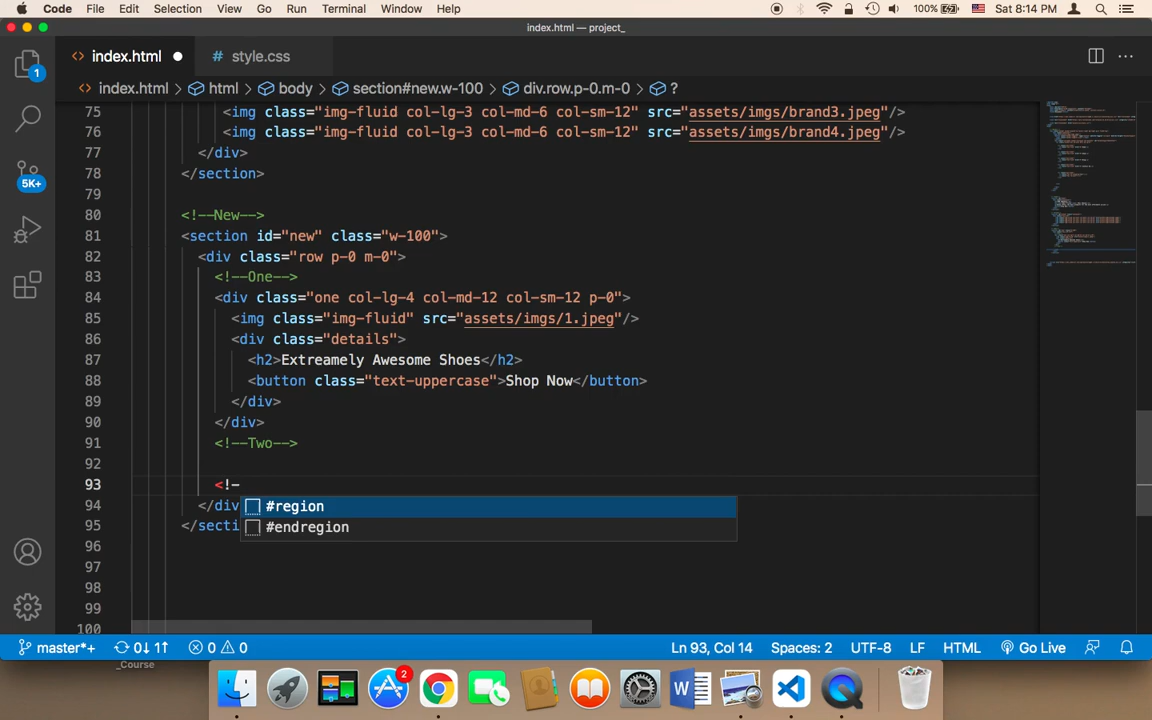 Code File Edit Selection View Go Run Terminal Window Help 100% Sat 8:14 PM
index.html — project_
<> index.html ● # style.css
<> index.html > html > body > section#new.w-100 > div.row.p-0.m-0 > ?
1
5K+
75 <img class="img-fluid col-lg-3 col-md-6 col-sm-12" src="assets/imgs/brand3.jpeg"/>
76 <img class="img-fluid col-lg-3 col-md-6 col-sm-12" src="assets/imgs/brand4.jpeg"/>
77 </div>
78 </section>
79
80 <!--New-->
81 <section id="new" class="w-100">
82 <div class="row p-0 m-0">
83 <!--One-->
84 <div class="one col-lg-4 col-md-12 col-sm-12 p-0">
85 <img class="img-fluid" src="assets/imgs/1.jpeg"/>
86 <div class="details">
87 <h2>Extreamely Awesome Shoes</h2>
88 <button class="text-uppercase">Shop Now</button>
89 </div>
90 </div>
91 <!--Two-->
92
93 <!-
94 </div
#region
95 </secti
#endregion
96
97
98
99
100
master*+ 0↓ 1↑ 0 0 Ln 93, Col 14 Spaces: 2 UTF-8 LF HTML Go Live
_Course
2